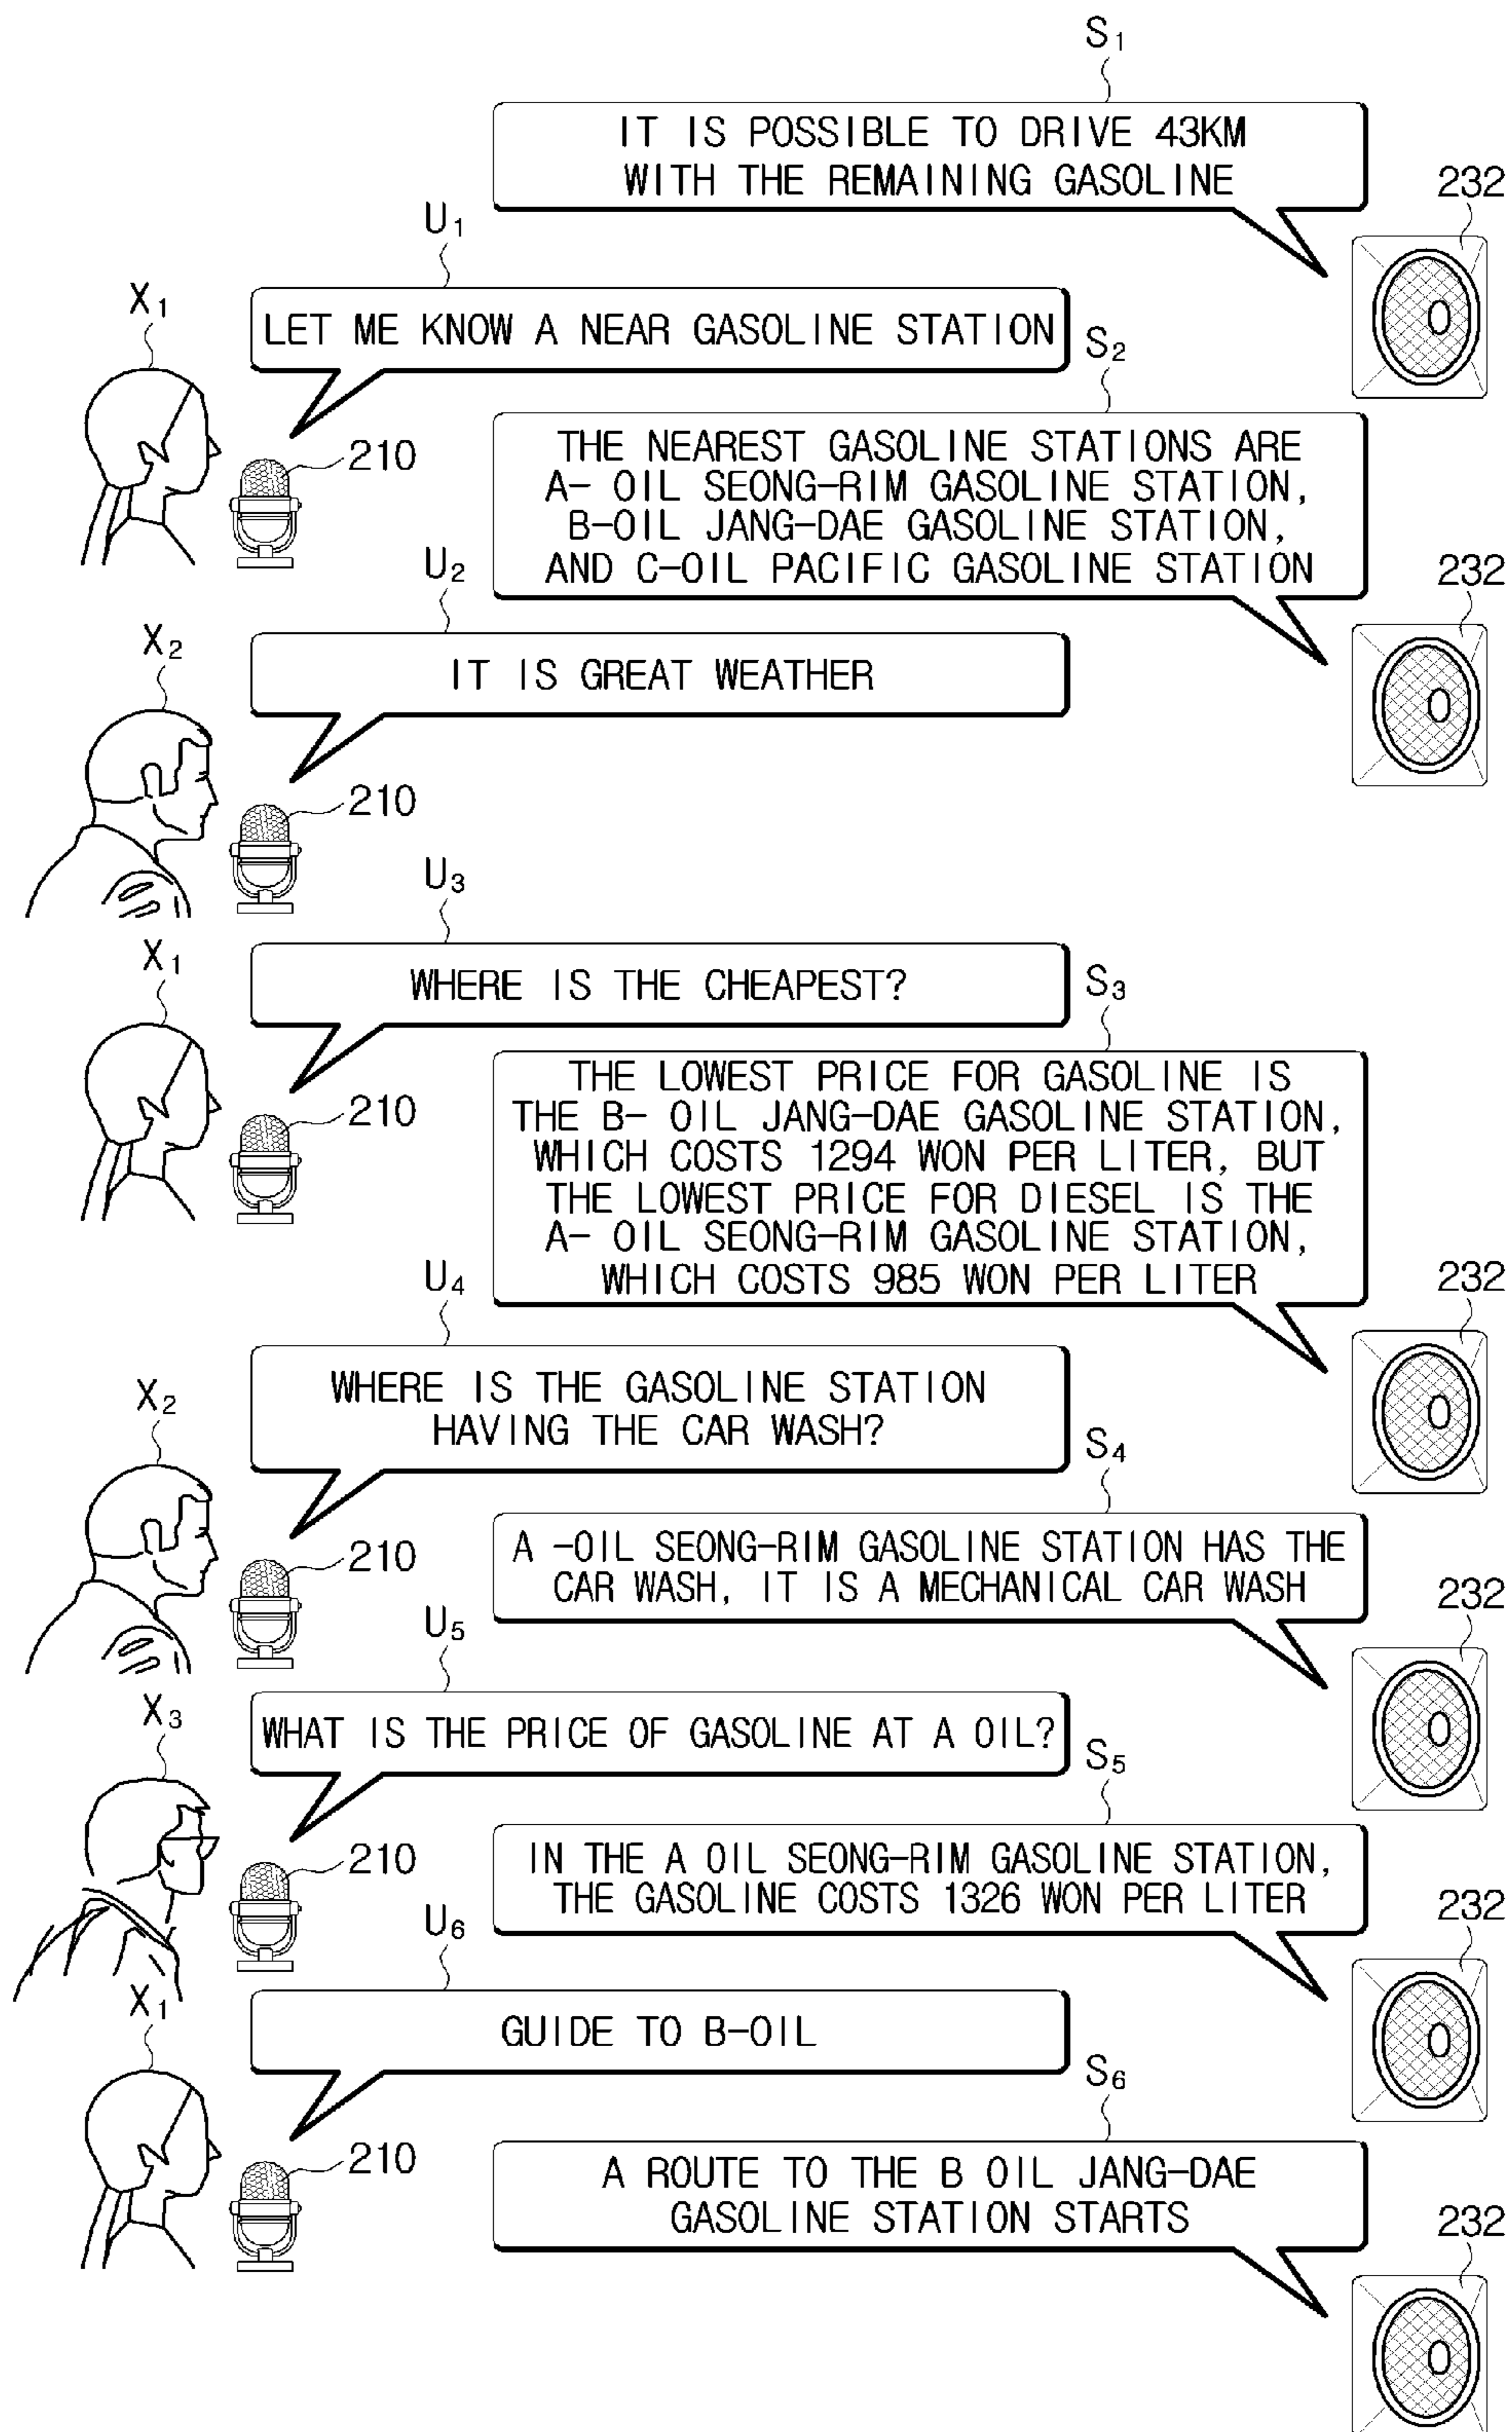 S1
IT IS POSSIBLE TO DRIVE 43KM
WITH THE REMAINING GASOLINE
232
U1
X1
LET ME KNOW A NEAR GASOLINE STATION
210
S2
THE NEAREST GASOLINE STATIONS ARE
A- OIL SEONG-RIM GASOLINE STATION,
B-OIL JANG-DAE GASOLINE STATION,
AND C-OIL PACIFIC GASOLINE STATION
232
U2
X2
IT IS GREAT WEATHER
210
U3
X1
WHERE IS THE CHEAPEST?
210
S3
THE LOWEST PRICE FOR GASOLINE IS
THE B- OIL JANG-DAE GASOLINE STATION,
WHICH COSTS 1294 WON PER LITER, BUT
THE LOWEST PRICE FOR DIESEL IS THE
A- OIL SEONG-RIM GASOLINE STATION,
WHICH COSTS 985 WON PER LITER
232
U4
X2
WHERE IS THE GASOLINE STATION
HAVING THE CAR WASH?
210
S4
A -OIL SEONG-RIM GASOLINE STATION HAS THE
CAR WASH, IT IS A MECHANICAL CAR WASH
232
U5
X3
WHAT IS THE PRICE OF GASOLINE AT A OIL?
210
S5
IN THE A OIL SEONG-RIM GASOLINE STATION,
THE GASOLINE COSTS 1326 WON PER LITER
232
U6
X1
GUIDE TO B-OIL
210
S6
A ROUTE TO THE B OIL JANG-DAE
GASOLINE STATION STARTS
232